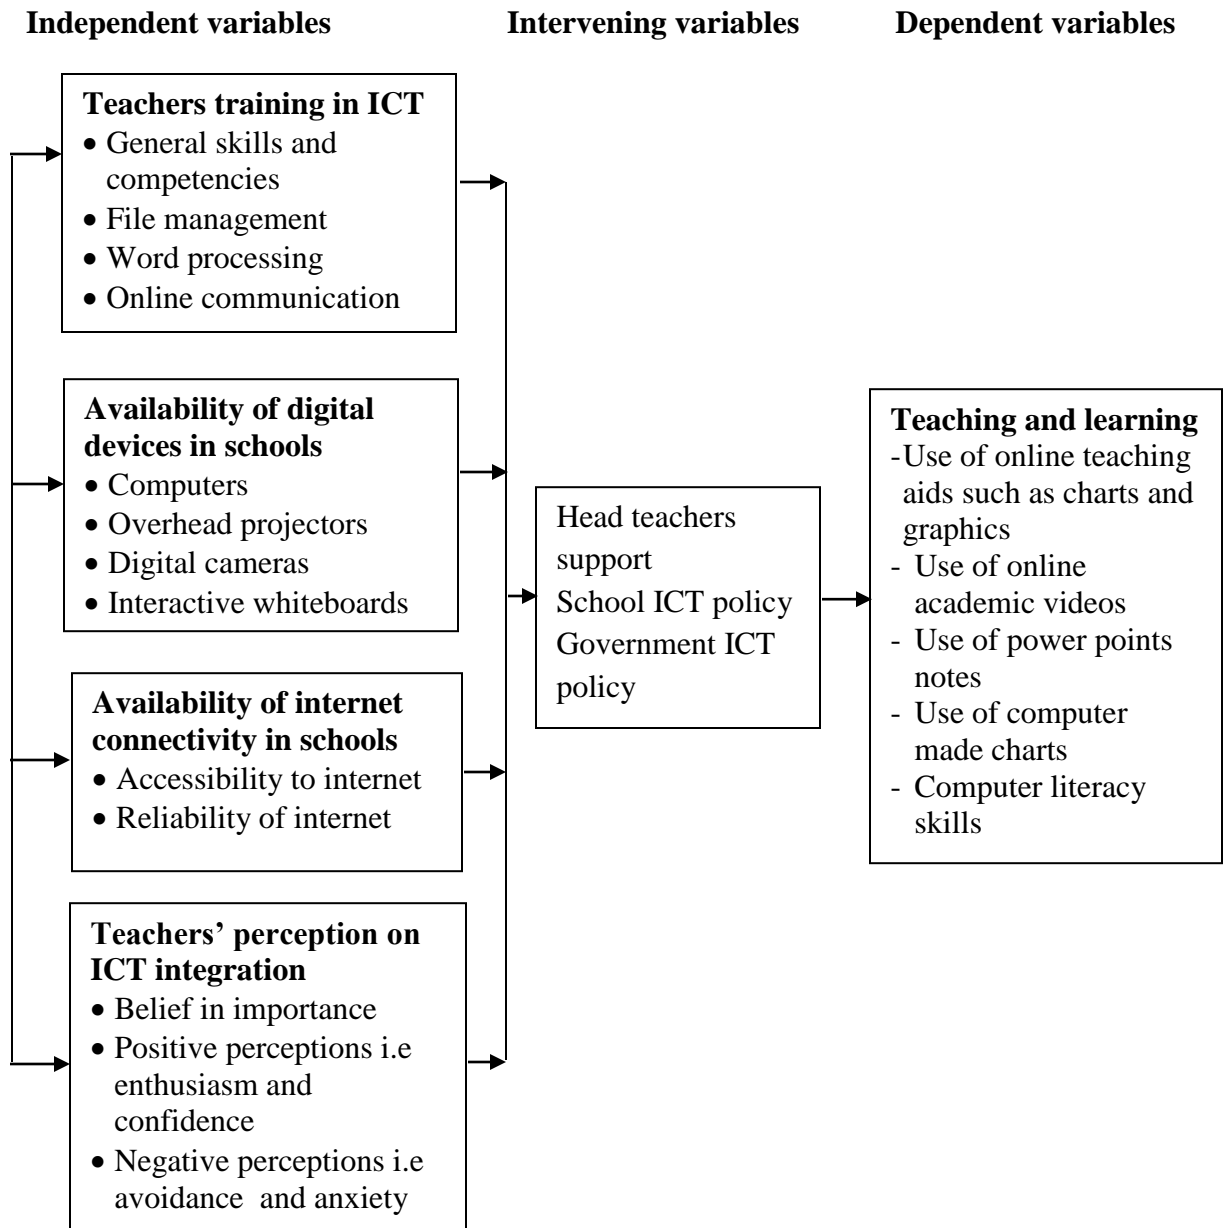 Independent variables
Intervening variables
Dependent variables
Teachers training in ICT
• General skills and
competencies
• File management
• Word processing
• Online communication
Availability of digital
devices in schools
• Computers
• Overhead projectors
• Digital cameras
• Interactive whiteboards
Availability of internet
connectivity in schools
• Accessibility to internet
• Reliability of internet
Teachers’ perception on
ICT integration
• Belief in importance
• Positive perceptions i.e
enthusiasm and
confidence
• Negative perceptions i.e
avoidance and anxiety
Head teachers
support
School ICT policy
Government ICT
policy
Teaching and learning
-Use of online teaching
aids such as charts and
graphics
- Use of online
academic videos
- Use of power points
notes
- Use of computer
made charts
- Computer literacy
skills